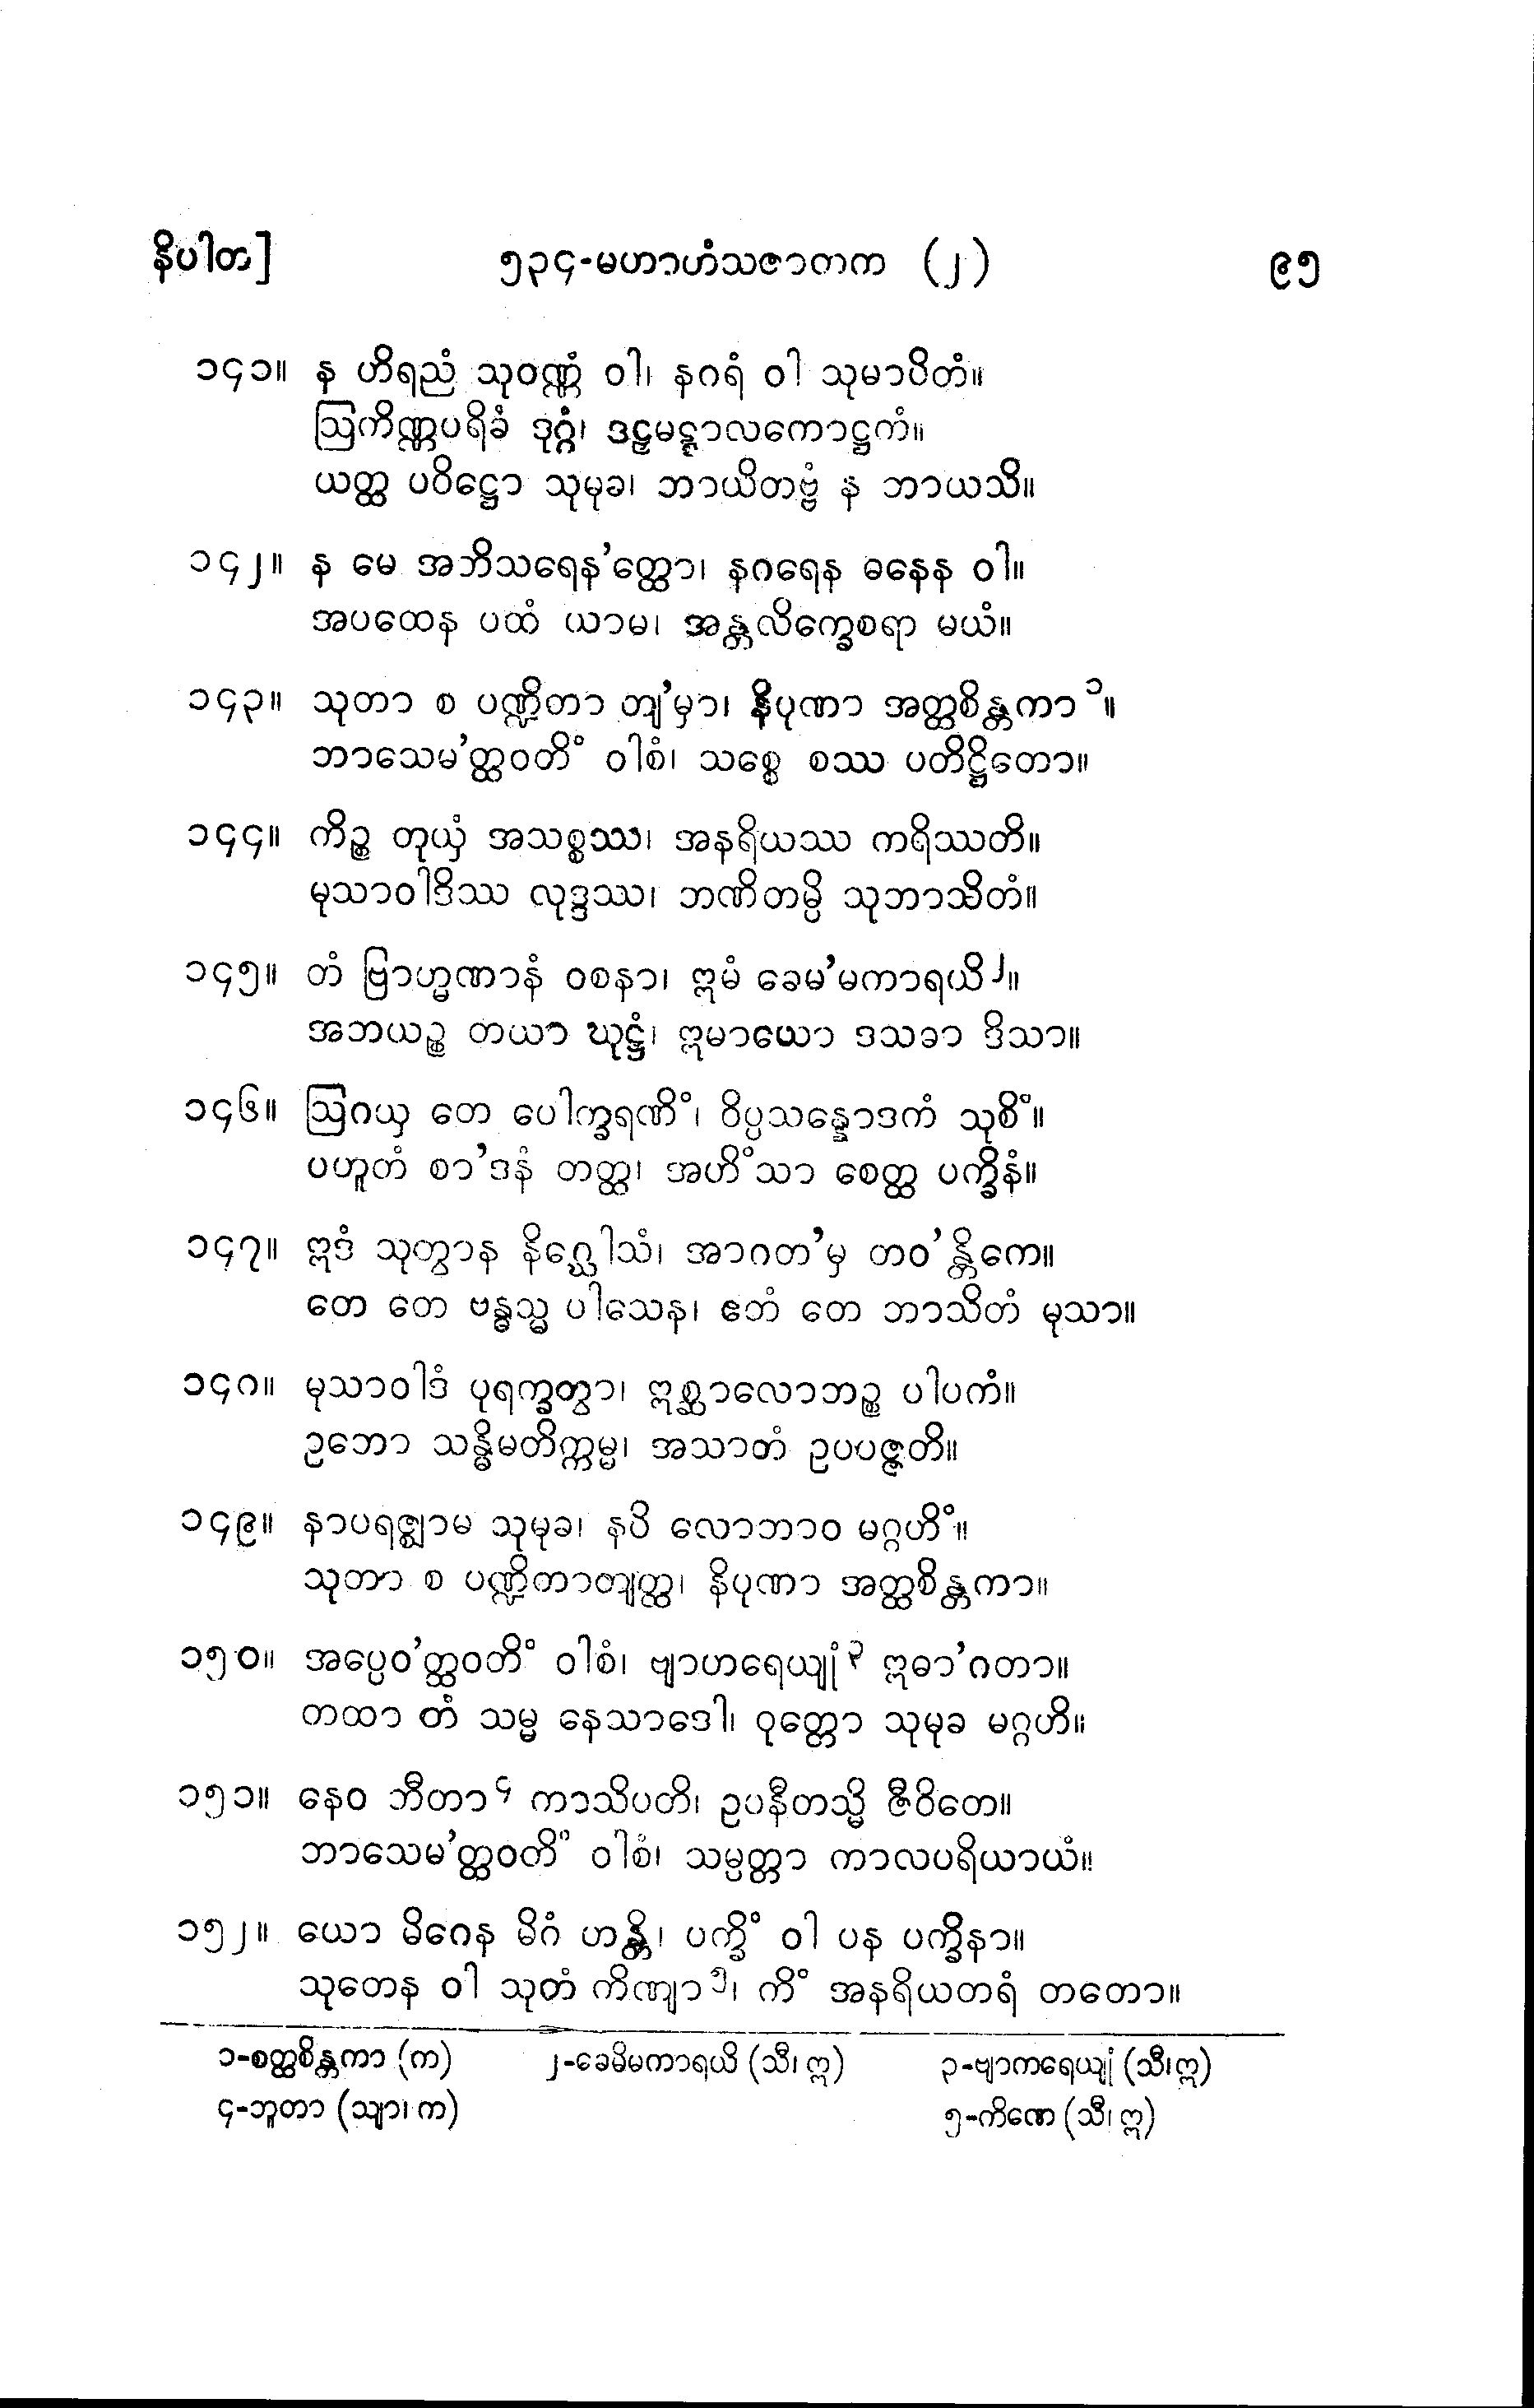 နိပါတ] ၅၃၄-မဟာဟံသဇာတက (၂) ၉၅
၁၄၁။ န ဟိရညံ သုဝဏ္ဏံ ဝါ၊ နဂရံ ဝါ သုမာပိတံ။
ဩကိဏ္ဏပရိခံ ဒုဂ္ဂံ၊ ဒဠှမဋ္ဋာလကောဋ္ဌကံ။
ယတ္ထ ပဝိဋ္ဌော သုမုခ၊ ဘာယိတဗ္ဗံ န ဘာယသိ။
၁၄၂။ န မေ အဘိသရေန’တ္ထော၊ နဂရေန ဓနေန ဝါ။
အပထေန ပထံ ယာမ၊ အန္တလိက္ခေစရာ မယံ။
၁၄၃။ သုတာ စ ပဏ္ဍိတာ တျ’မှာ၊ နိပုဏာ အတ္ထစိန္တကာ ၁။
ဘာသေမ’တ္ထဝတိံ ဝါစံ၊ သစ္စေ စဿ ပတိဋ္ဌိတော။
၁၄၄။ ကိဉ္စ တုယှံ အသစ္စဿ၊ အနရိယဿ ကရိဿတိ။
မုသာဝါဒိဿ လုဒ္ဒဿ၊ ဘဏိတမ္ပိ သုဘာသိတံ။
၁၄၅။ တံ ဗြာဟ္မဏာနံ ဝစနာ၊ ဣမံ ခေမ’မကာရယိ ၂။
အဘယဉ္စ တယာ ဃုဋ္ဌံ၊ ဣမာယော ဒသဓာ ဒိသာ။
၁၄၆။ ဩဂယှ တေ ပေါက္ခရဏိံ၊ ဝိပ္ပသန္နောဒကံ သုစိံ။
ပဟူတံ စာ’ဒနံ တတ္ထ၊ အဟိံသာ စေတ္ထ ပက္ခိနံ။
၁၄၇။ ဣဒံ သုတွာန နိဂ္ဃေါသံ၊ အာဂတ’မှ တဝ’န္တိကေ။
တေ တေ ဗန္ဓသ္မ ပါသေန၊ ဧတံ တေ ဘာသိတံ မုသာ။
၁၄၈။ မုသာဝါဒံ ပုရက္ခတွာ၊ ဣစ္ဆာလောဘဉ္စ ပါပကံ။
ဥဘော သန္ဓိမတိက္ကမ္မ၊ အသာတံ ဥပပဇ္ဇတိ။
၁၄၉။ နာပရဇ္ဈာမ သုမုခ၊ နပိ လောဘာဝ မဂ္ဂဟိံ။
သုတာ စ ပဏ္ဍိတာတျတ္ထ၊ နိပုဏာ အတ္ထစိန္တကာ။
၁၅၀။ အပ္ပေဝ’တ္ထဝတိံ ဝါစံ၊ ဗျာဟရေယျုံ ၃ ဣဓာ’ဂတာ။
တထာ တံ သမ္မ နေသာဒေါ၊ ဝုတ္တော သုမုခ မဂ္ဂဟိ။
၁၅၁။ နေဝ ဘီတာ ၄ ကာသိပတိ၊ ဥပနီတသ္မိ ဇီဝိတေ။
ဘာသေမ’တ္ထဝတိံ ဝါစံ၊ သမ္ပတ္တာ ကာလပရိယာယံ။
၁၅၂။ ယော မိဂေန မိဂံ ဟန္တိ၊ ပက္ခိံ ဝါ ပန ပက္ခိနာ။
သုတေန ဝါ သုတံ ကိဏျာ ၅၊ ကိံ အနရိယတရံ တတော။
၁-စတ္ထစိန္တကာ (က) ၂-ခေမိမကာရယိ (သီ၊ ဣ) ၃-ဗျာကရေယျုံ (သီ၊ဣ)
၄-ဘူတာ (သျာ၊ က) ၅-ကိဏေ (သီ၊ ဣ)